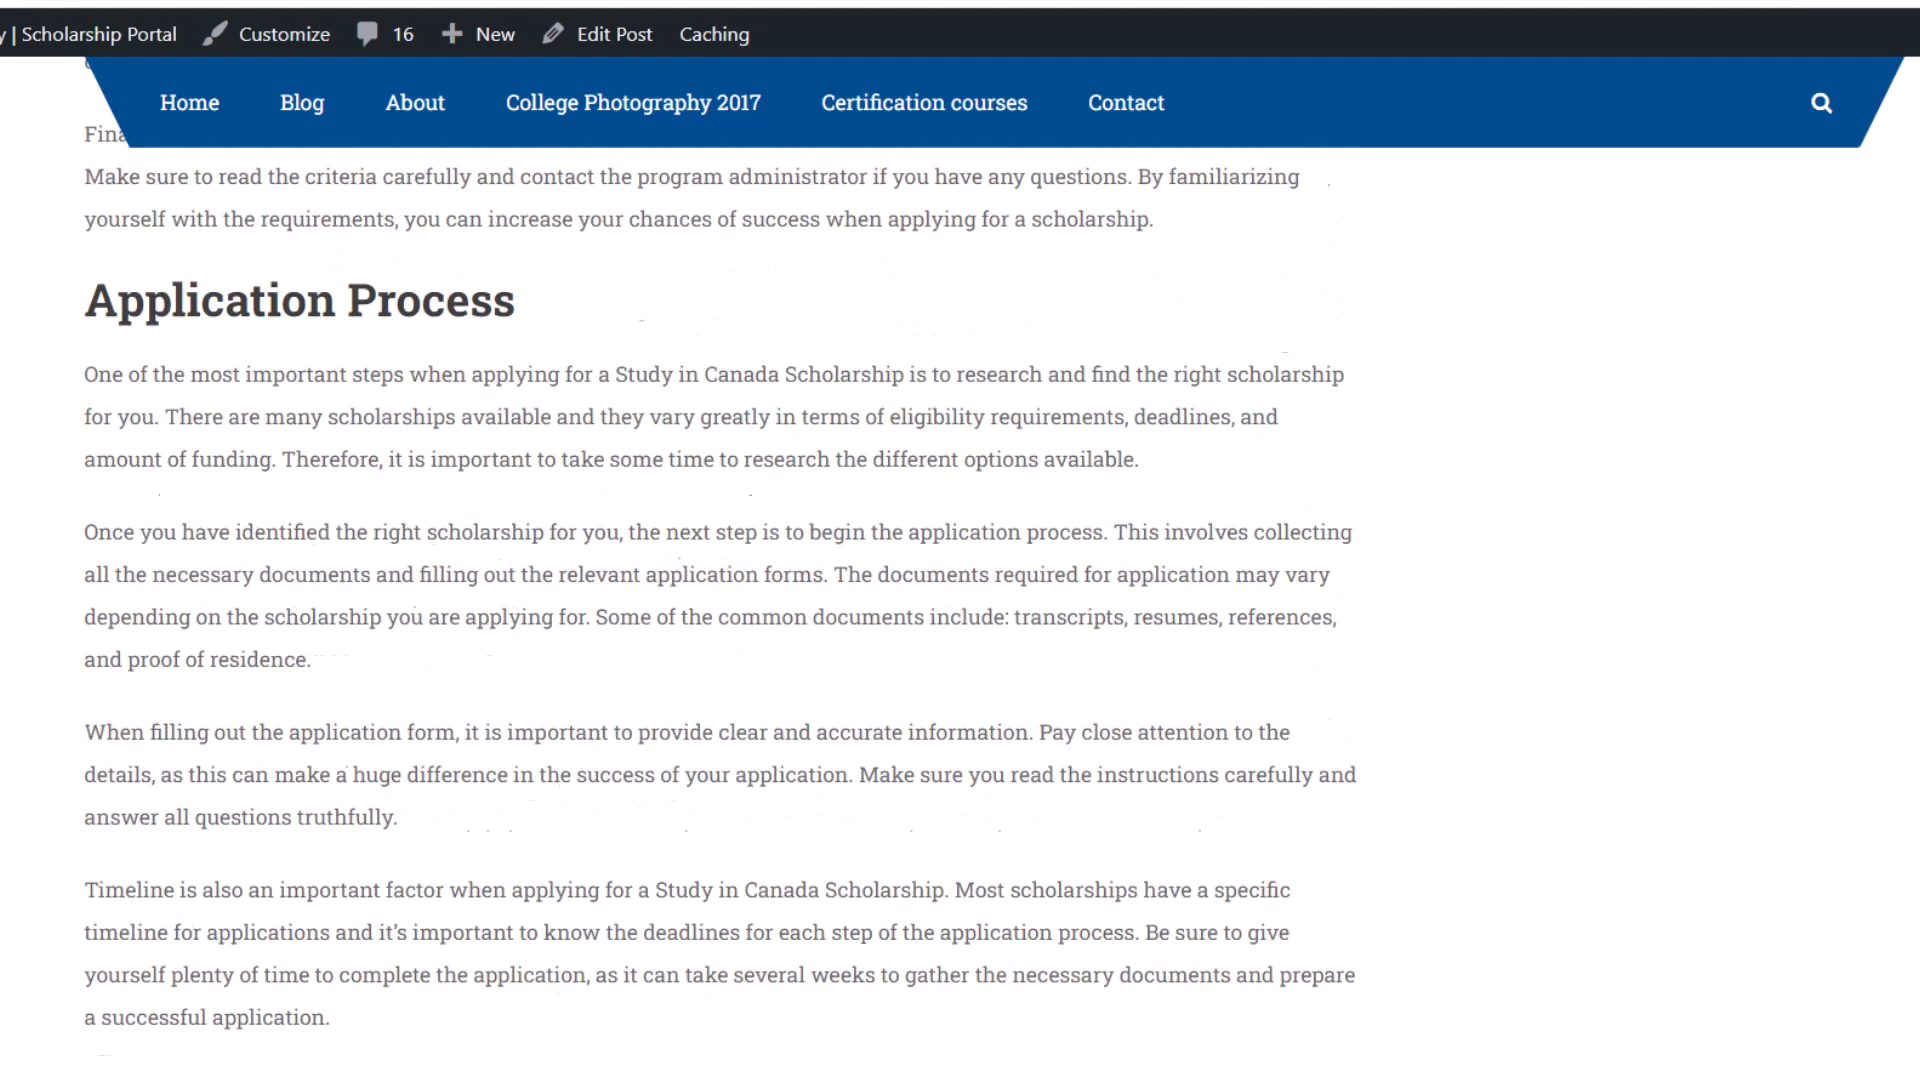 | Scholarship Portal Customize 16 New Edit Post Caching
Home Blog About College Photography 2017 Certification courses Contact
Make sure to read the criteria carefully and contact the program administrator if you have any questions. By familiarizing
yourself with the requirements, you can increase your chances of success when applying for a scholarship.
Application Process
One of the most important steps when applying for a Study in Canada Scholarship is to research and find the right scholarship
for you. There are many scholarships available and they vary greatly in terms of eligibility requirements, deadlines, and
amount of funding. Therefore, it is important to take some time to research the different options available.
Once you have identified the right scholarship for you, the next step is to begin the application process. This involves collecting
all the necessary documents and filling out the relevant application forms. The documents required for application may vary
depending on the scholarship you are applying for. Some of the common documents include: transcripts, resumes, references,
and proof of residence.
When filling out the application form, it is important to provide clear and accurate information. Pay close attention to the
details, as this can make a huge difference in the success of your application. Make sure you read the instructions carefully and
answer all questions truthfully.
Timeline is also an important factor when applying for a Study in Canada Scholarship. Most scholarships have a specific
timeline for applications and it's important to know the deadlines for each step of the application process. Be sure to give
yourself plenty of time to complete the application, as it can take several weeks to gather the necessary documents and prepare
a successful application.